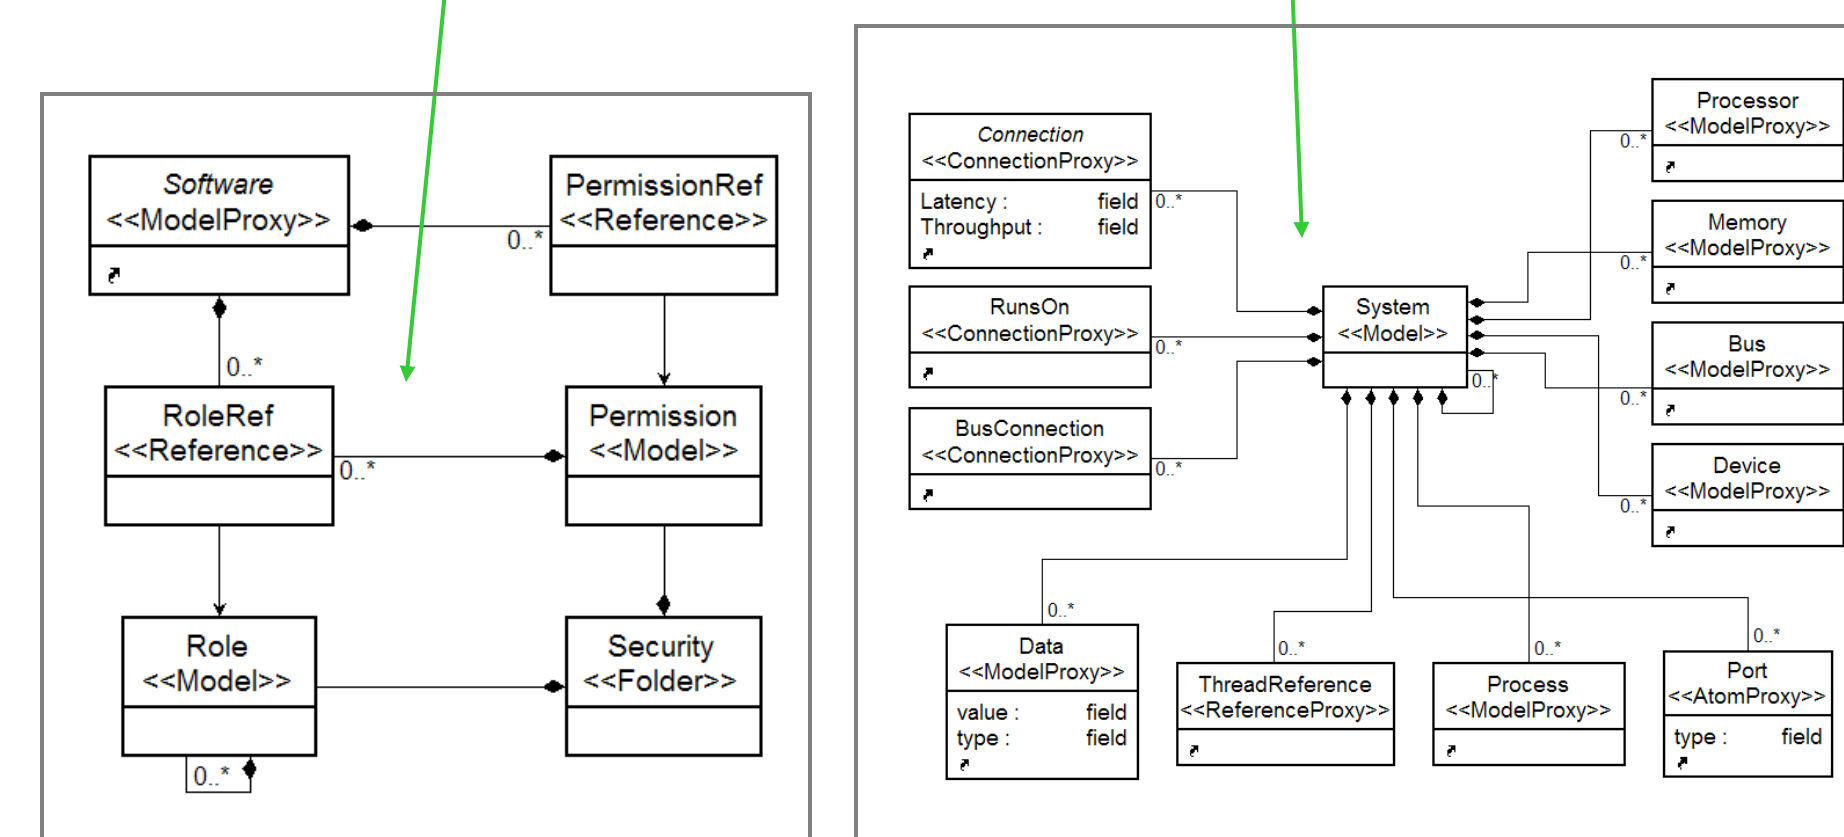 Software
<<ModelProxy>>
0..*
PermissionRef
<<Reference>>
0..*
RoleRef
<<Reference>>
0..*
Permission
<<Model>>
Role
<<Model>>
0..*
Security
<<Folder>>
Connection
<<ConnectionProxy>>
Latency : field
Throughput : field
0..*
RunsOn
<<ConnectionProxy>>
0..*
BusConnection
<<ConnectionProxy>>
0..*
System
<<Model>>
0..*
Processor
<<ModelProxy>>
0..*
Memory
<<ModelProxy>>
0..*
Bus
<<ModelProxy>>
0..*
Device
<<ModelProxy>>
0..*
0..*
Data
<<ModelProxy>>
value : field
type : field
0..*
ThreadReference
<<ReferenceProxy>>
0..*
Process
<<ModelProxy>>
0..*
Port
<<AtomProxy>>
type : field